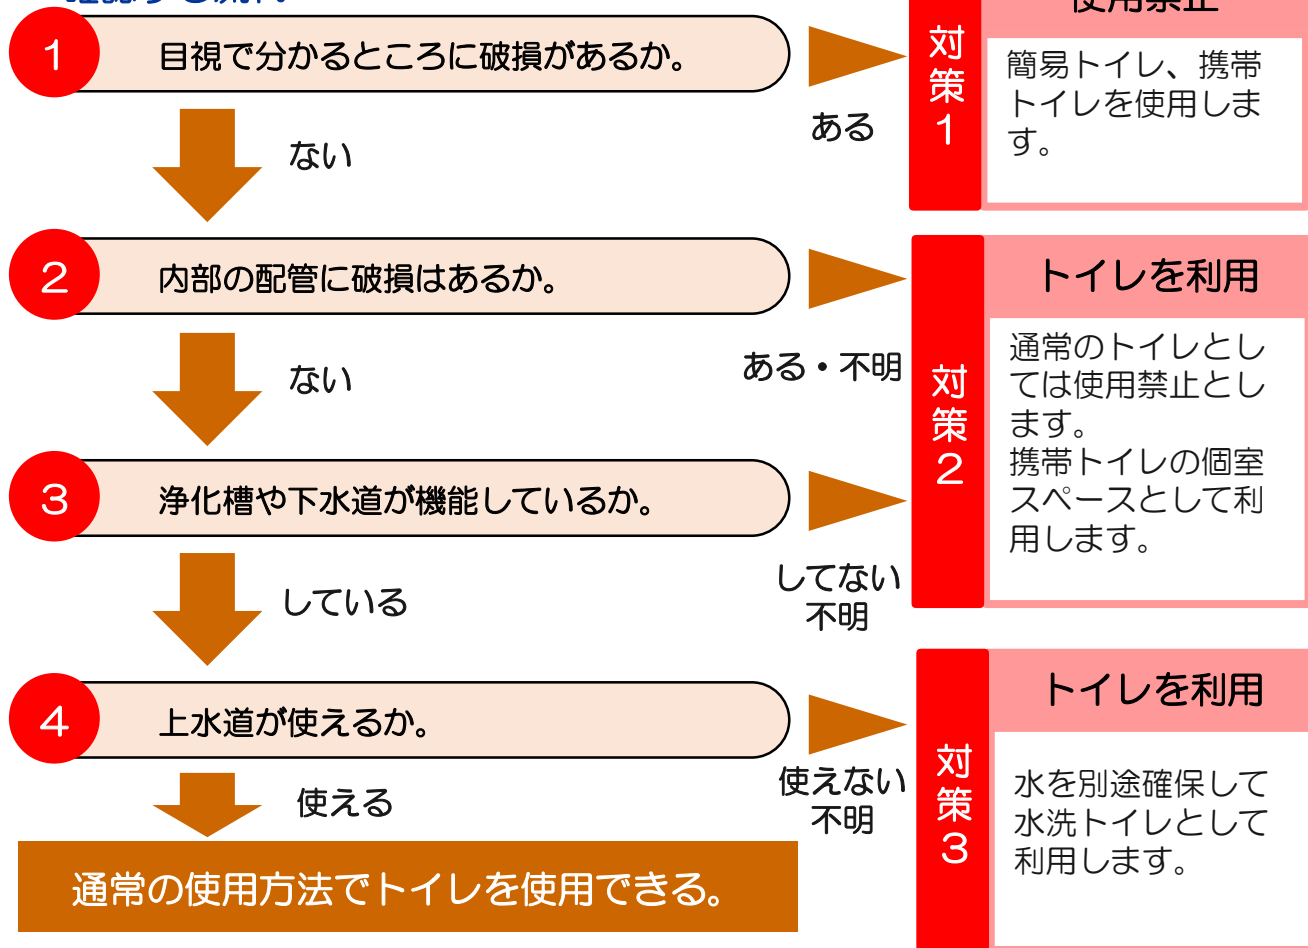 確認する流れ。
1
目視で分かるところに破損があるか。
ある
ない
対策1
使用禁止
簡易トイレ、携帯
トイレを使用しま
す。
2
内部の配管に破損はあるか。
ある・不明
ない
3
浄化槽や下水道が機能しているか。
してない
不明
している
対策2
トイレを利用
通常のトイレとし
ては使用禁止とし
ます。
携帯トイレの個室
スペースとして利
用します。
4
上水道が使えるか。
使えない
不明
使える
対策3
トイレを利用
水を別途確保して
水洗トイレとして
利用します。
通常の使用方法でトイレを使用できる。